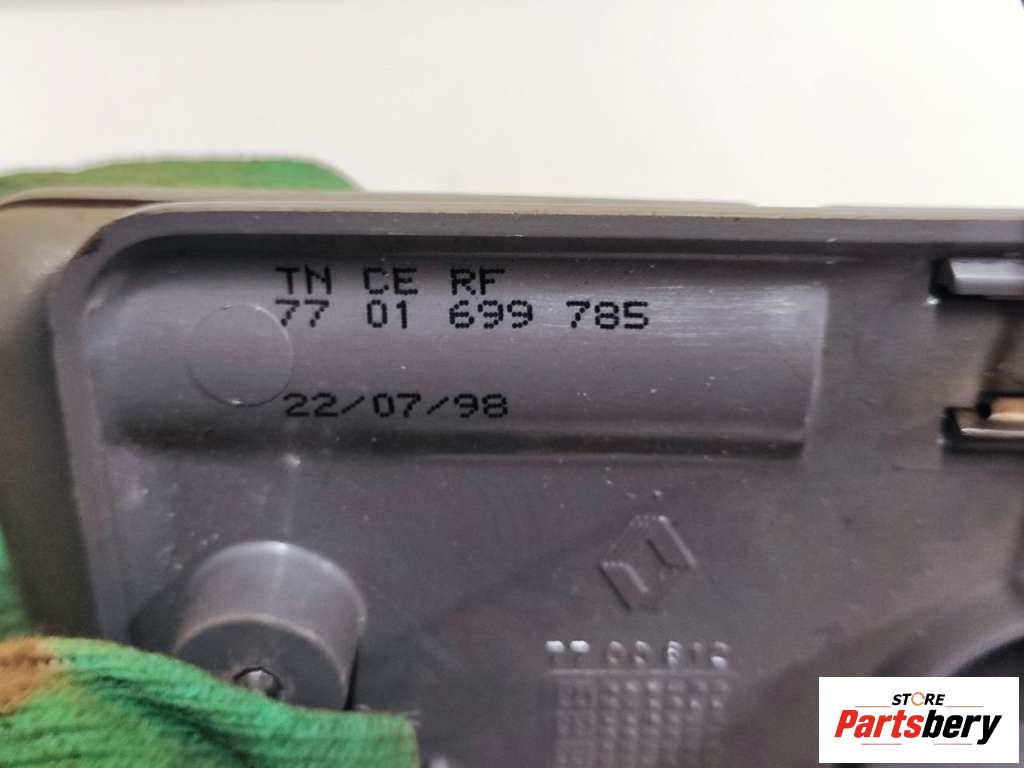 TN CE RF
77 01 699 785
22/07/98
STORE
Partsbery